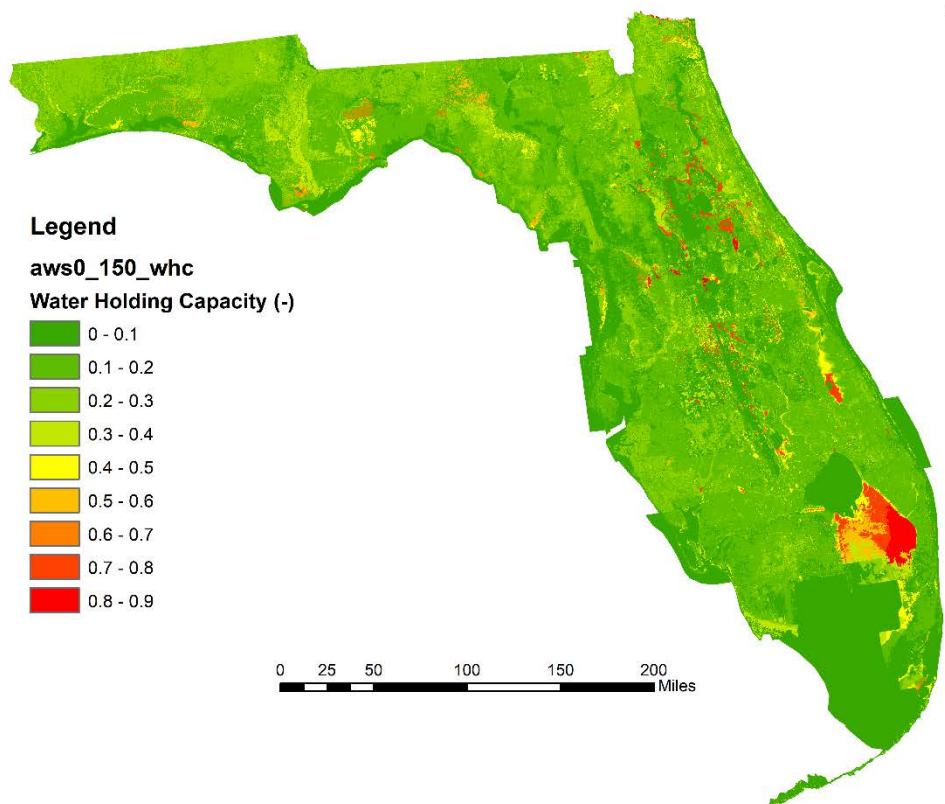 Legend
aws0_150_whc
Water Holding Capacity (-)
0 - 0.1
0.1 - 0.2
0.2 - 0.3
0.3 - 0.4
0.4 - 0.5
0.5 - 0.6
0.6 - 0.7
0.7 - 0.8
0.8 - 0.9
0 25 50 100 150 200
Miles